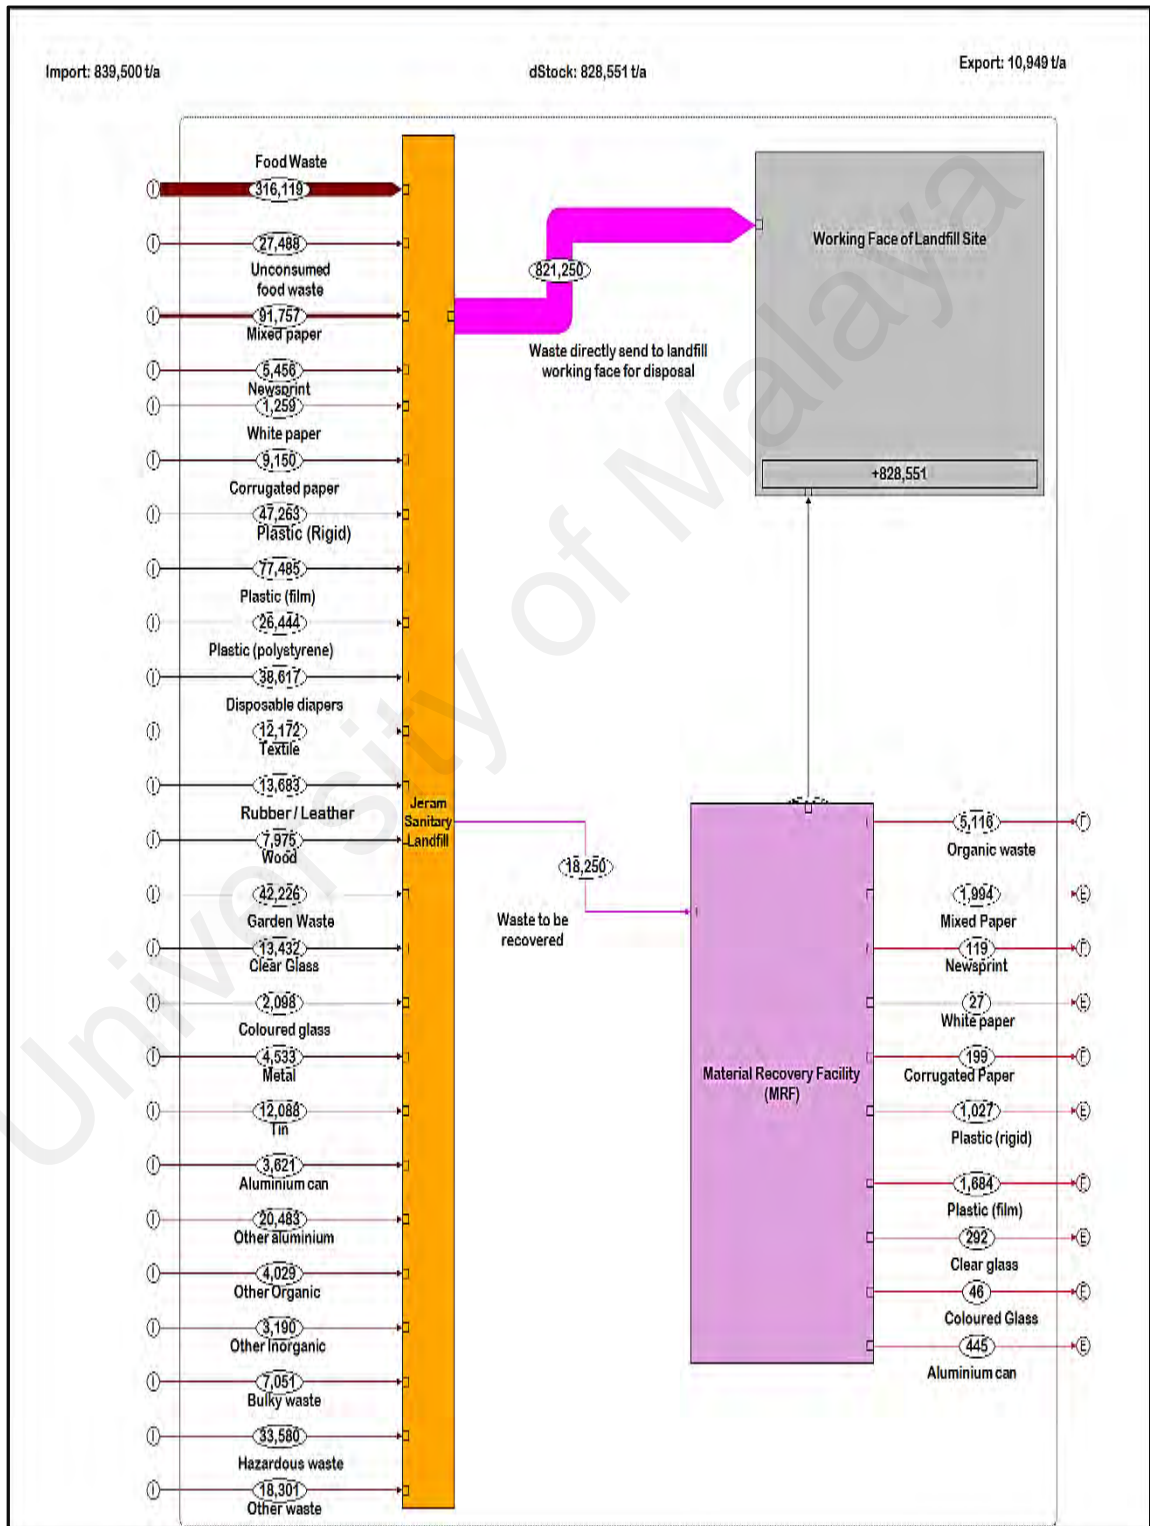 Import: 839,500 t/a
dStock: 828,551 t/a
Export: 10,949 t/a
Food Waste
316,119
27,488
Unconsumed
food waste
91,757
Mixed paper
5,456
Newsprint
1,259
White paper
9,150
Corrugated paper
47,263
Plastic (Rigid)
77,485
Plastic (film)
26,444
Plastic (polystyrene)
38,617
Disposable diapers
12,172
Textile
13,683
Rubber / Leather
7,975
Wood
42,226
Garden Waste
13,432
Clear Glass
2,098
Coloured glass
4,533
Metal
12,088
Tin
3,621
Aluminium can
20,483
Other aluminium
4,029
Other Organic
3,190
Other Inorganic
7,051
Bulky waste
33,580
Hazardous waste
18,301
Other waste
Jeram
Sanitary
Landfill
821,250
Waste directly send to landfill
working face for disposal
Working Face of Landfill Site
+828,551
18,250
Waste to be
recovered
Material Recovery Facility
(MRF)
5,116
Organic waste
1,994
Mixed Paper
119
Newsprint
27
White paper
199
Corrugated Paper
1,027
Plastic (rigid)
1,684
Plastic (film)
292
Clear glass
46
Coloured Glass
445
Aluminium can
University of Malaya